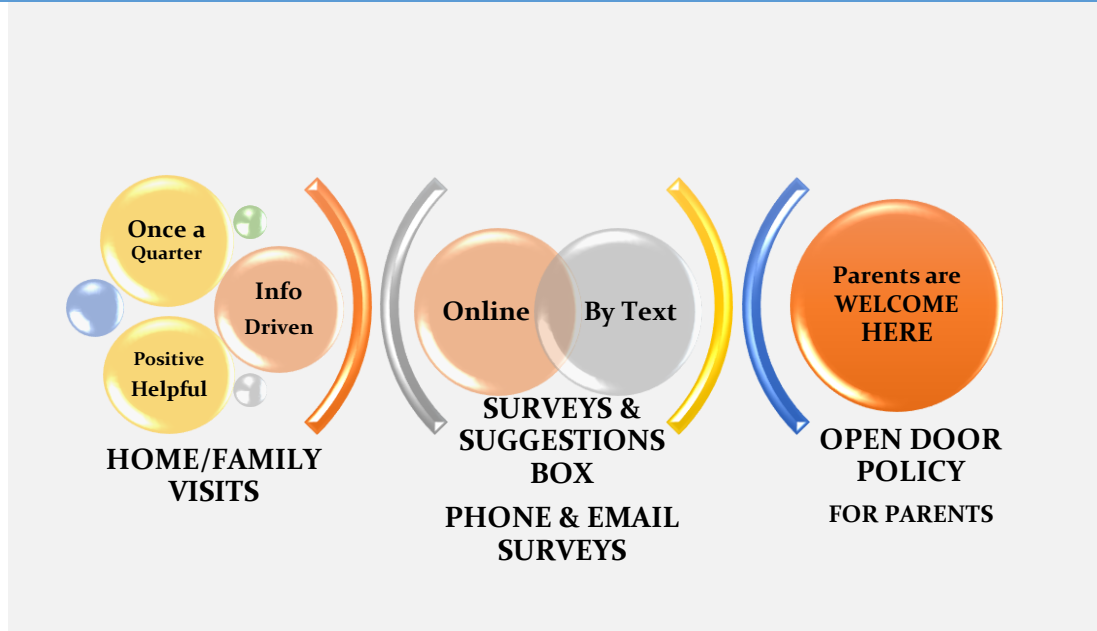 Once a
Quarter
Info
Driven
Positive
Helpful
HOME/FAMILY
VISITS
Online
By Text
SURVEYS &
SUGGESTIONS
BOX
PHONE & EMAIL
SURVEYS
Parents are
WELCOME
HERE
OPEN DOOR
POLICY
FOR PARENTS